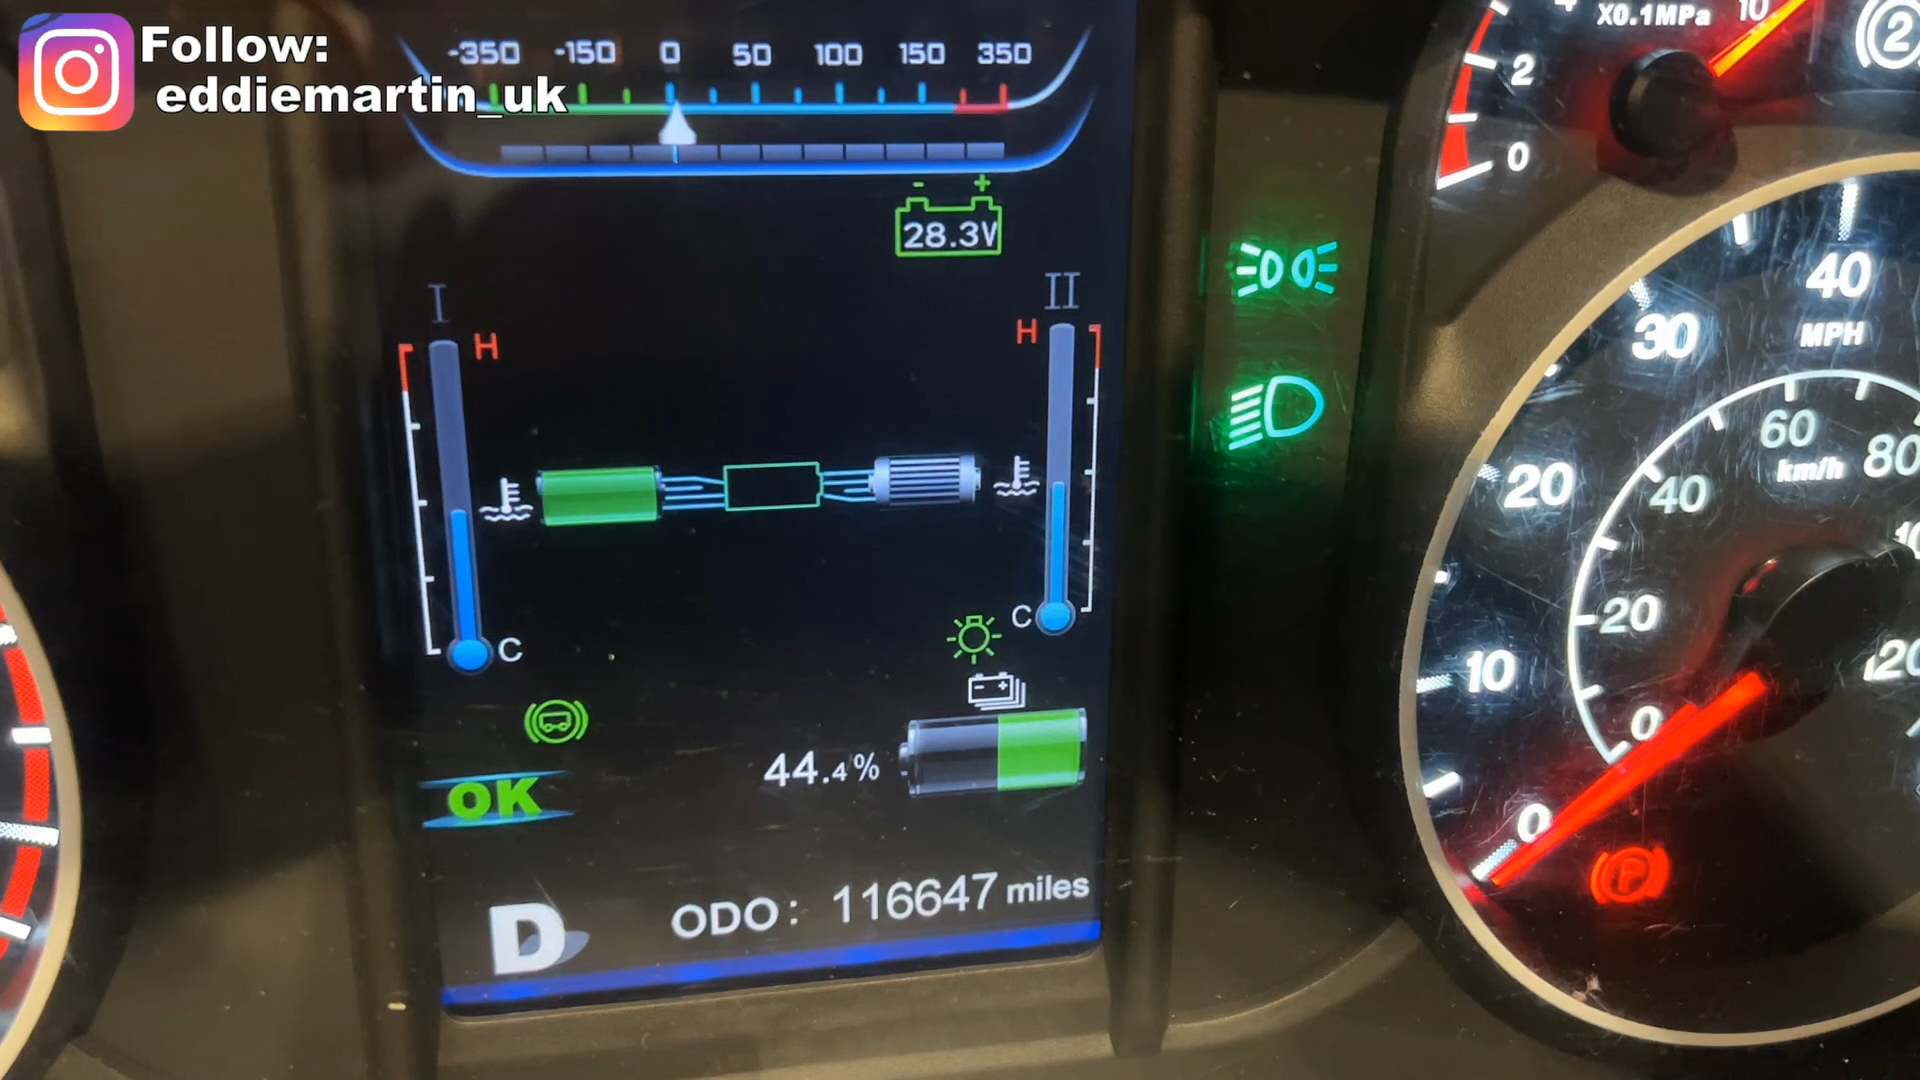 Follow:
eddiemartin_uk
-350 -150 0 50 100 150 350
- +
28.3V
I
II
H
H
C
C
OK
44.4%
D
ODO: 116647 miles
X0.1MPa
10
2
0
2
40
30
MPH
20
10
0
60
80
km/h
40
20
0
P